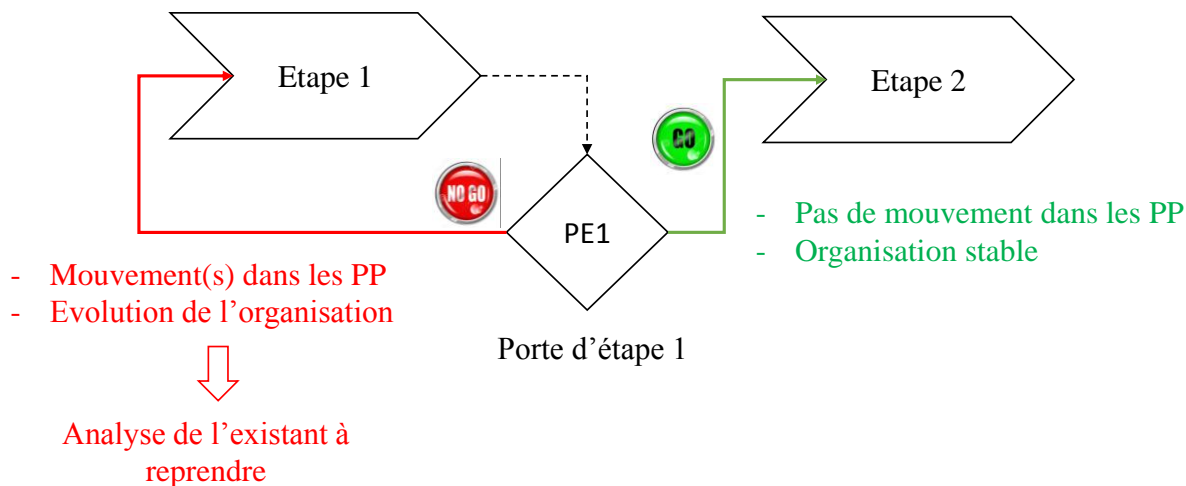 Etape 1
Etape 2
GO
NO GO
PE1
- Pas de mouvement dans les PP
- Organisation stable
- Mouvement(s) dans les PP
- Evolution de l’organisation
Porte d’étape 1
Analyse de l’existant à
reprendre